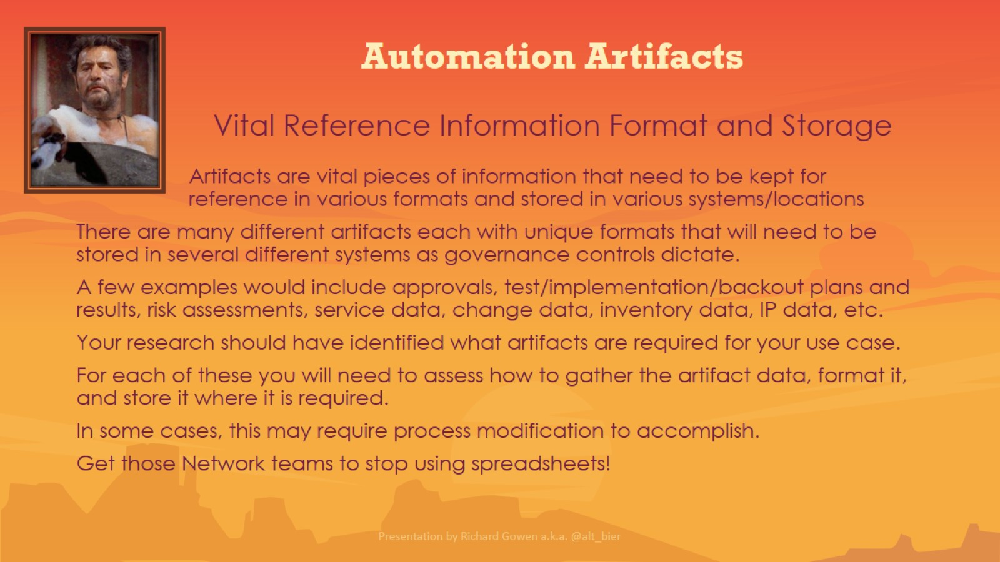 Automation Artifacts
Vital Reference Information Format and Storage
Artifacts are vital pieces of information that need to be kept for
reference in various formats and stored in various systems/locations
There are many different artifacts each with unique formats that will need to be
stored in several different systems as governance controls dictate.
A few examples would include approvals, test/implementation/backout plans and
results, risk assessments, service data, change data, inventory data, IP data, etc.
Your research should have identified what artifacts are required for your use case.
For each of these you will need to assess how to gather the artifact data, format it,
and store it where it is required.
In some cases, this may require process modification to accomplish.
Get those Network teams to stop using spreadsheets!
Presentation by Richard Gowen a.k.a. @alt_bier